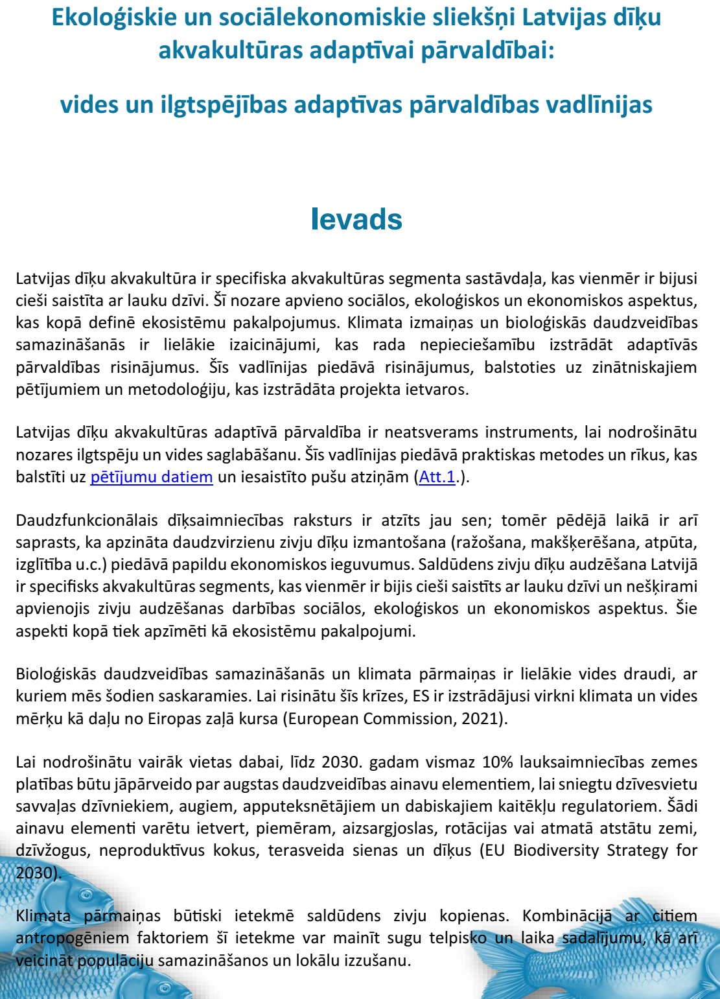 Ekoloģiskie un sociālekonomiskie sliekšņi Latvijas dīķu
akvakultūras adaptīvai pārvaldībai:
vides un ilgtspējības adaptīvas pārvaldības vadlīnijas
Ievads
Latvijas dīķu akvakultūra ir specifiska akvakultūras segmenta sastāvdaļa, kas vienmēr ir bijusi
cieši saistīta ar lauku dzīvi. Šī nozare apvieno sociālos, ekoloģiskos un ekonomiskos aspektus,
kas kopā definē ekosistēmu pakalpojumus. Klimata izmaiņas un bioloģiskās daudzveidības
samazināšanās ir lielākie izaicinājumi, kas rada nepieciešamību izstrādāt adaptīvās
pārvaldības risinājumus. Šīs vadlīnijas piedāvā risinājumus, balstoties uz zinātniskajiem
pētījumiem un metodoloģiju, kas izstrādāta projekta ietvaros.
Latvijas dīķu akvakultūras adaptīvā pārvaldība ir neatsverams instruments, lai nodrošinātu
nozares ilgtspēju un vides saglabāšanu. Šīs vadlīnijas piedāvā praktiskas metodes un rīkus, kas
balstīti uz pētījumu datiem un iesaistīto pušu atziņām (Att.1.).
Daudzfunkcionālais dīķsaimniecības raksturs ir atzīts jau sen; tomēr pēdējā laikā ir arī
saprasts, ka apzināta daudzvirzienu zivju dīķu izmantošana (ražošana, makšķerēšana, atpūta,
izglītība u.c.) piedāvā papildu ekonomiskos ieguvumus. Saldūdens zivju dīķu audzēšana Latvijā
ir specifisks akvakultūras segments, kas vienmēr ir bijis cieši saistīts ar lauku dzīvi un nešķirami
apvienojis zivju audzēšanas darbības sociālos, ekoloģiskos un ekonomiskos aspektus. Šie
aspekti kopā tiek apzīmēti kā ekosistēmu pakalpojumi.
Bioloģiskās daudzveidības samazināšanās un klimata pārmaiņas ir lielākie vides draudi, ar
kuriem mēs šodien saskaramies. Lai risinātu šīs krīzes, ES ir izstrādājusi virkni klimata un vides
mērķu kā daļu no Eiropas zaļā kursa (European Commission, 2021).
Lai nodrošinātu vairāk vietas dabai, līdz 2030. gadam vismaz 10% lauksaimniecības zemes
platības būtu jāpārveido par augstas daudzveidības ainavu elementiem, lai sniegtu dzīvesvietu
savvaļas dzīvniekiem, augiem, apputeksnētājiem un dabiskajiem kaitēkļu regulatoriem. Šādi
ainavu elementi varētu ietvert, piemēram, aizsargjoslas, rotācijas vai atmatā atstātu zemi,
dzīvžogus, neproduktīvus kokus, terasveida sienas un dīķus (EU Biodiversity Strategy for
2030).
Klimata pārmaiņas būtiski ietekmē saldūdens zivju kopienas. Kombinācijā ar citiem
antropogēniem faktoriem šī ietekme var mainīt sugu telpisko un laika sadalījumu, kā arī
veicināt populāciju samazināšanos un lokālu izzušanu.